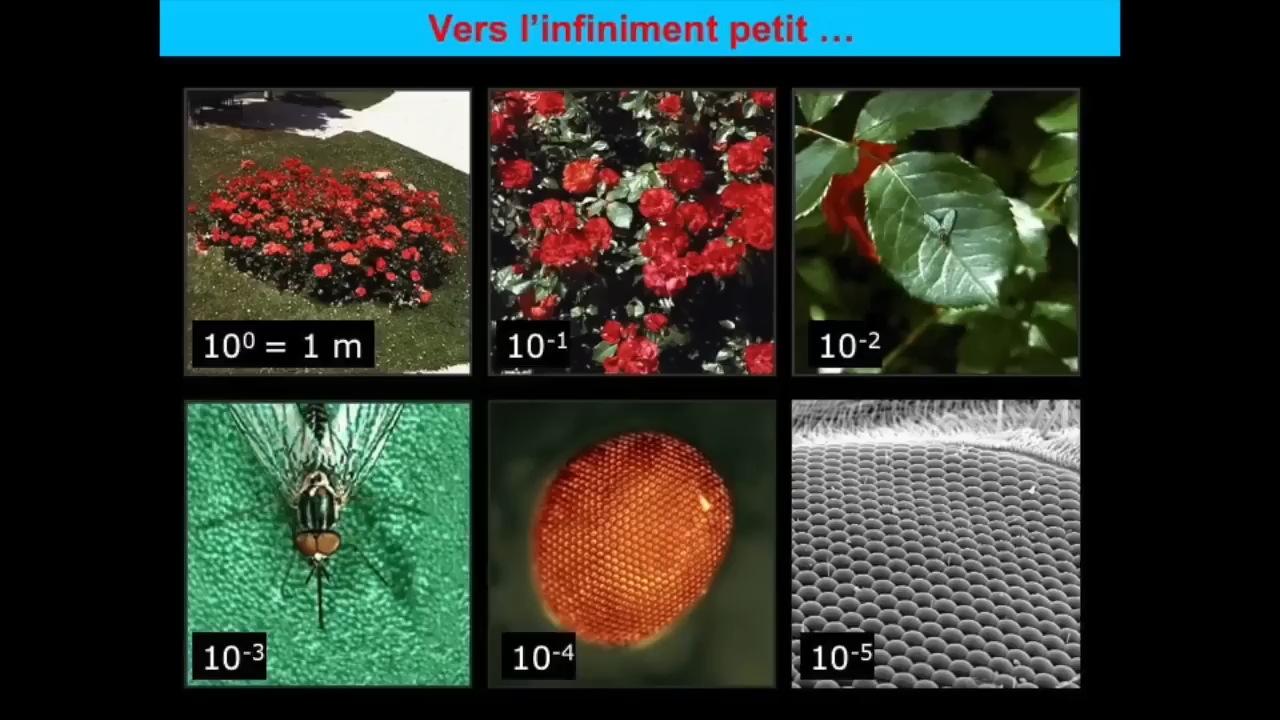 Vers l’infiniment petit …
10⁰ = 1 m
10⁻¹
10⁻²
10⁻³
10⁻⁴
10⁻⁵